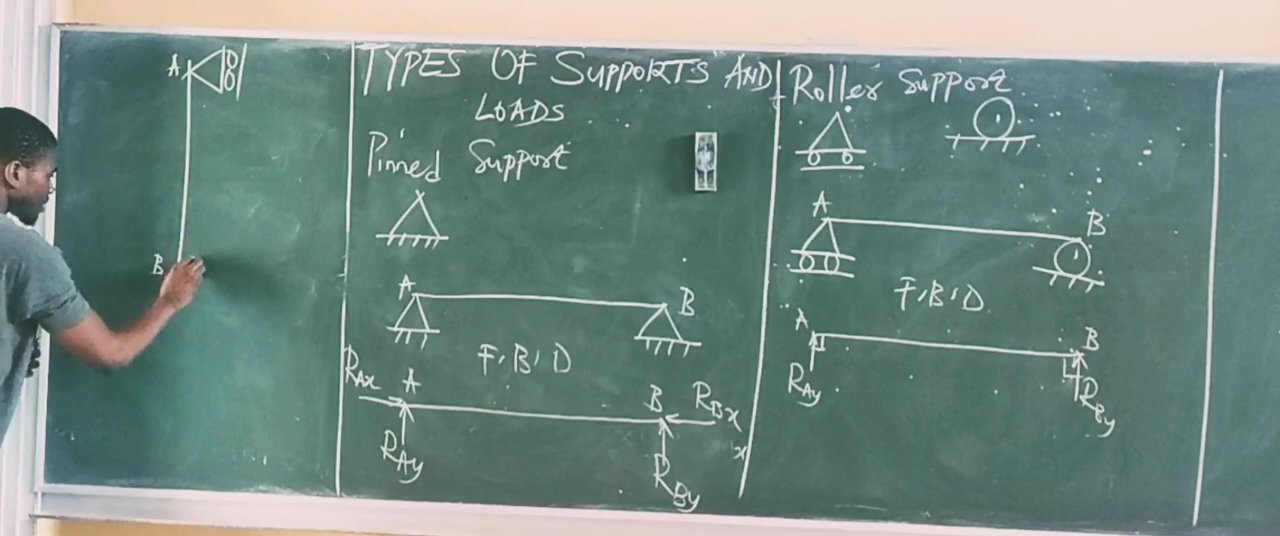 A
B
TYPES OF SUPPORTS AND
LOADS
Pinned Support
A
B
F.B.D
RAx A
B RBx
x
RAy
RBy
Roller Support
A
B
F.B.D
A
B
RAy
RBy